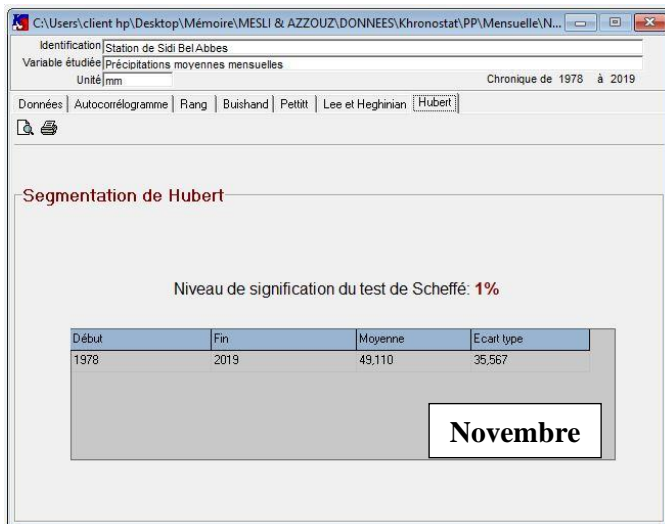 C:\Users\client hp\Desktop\Mémoire\MESLI & AZZOUZ\DONNEES\Khronostat\PP\Mensuelle\N...
Identification Station de Sidi Bel Abbes
Variable étudiée Précipitations moyennes mensuelles
Unité mm Chronique de 1978 à 2019
Données Autocorrélogramme Rang Buishand Pettitt Lee et Heghinian Hubert
Segmentation de Hubert
Niveau de signification du test de Scheffé: 1%
Début Fin Moyenne Ecart type
1978 2019 49,110 35,567
Novembre